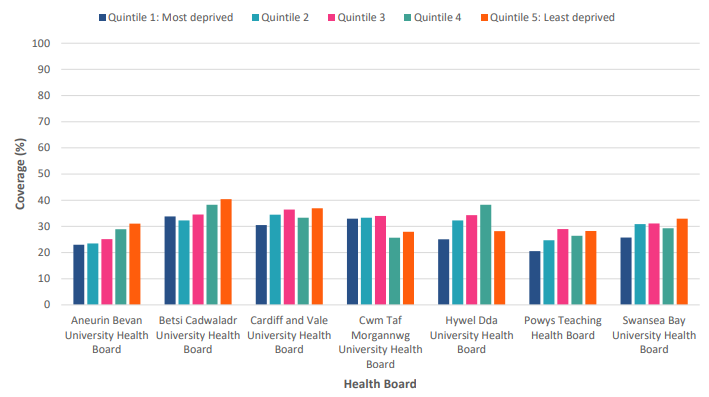 Quintile 1: Most deprived Quintile 2 Quintile 3 Quintile 4 Quintile 5: Least deprived
100
90
80
70
60
50
40
30
20
10
0
Coverage (%)
Aneurin Bevan
University Health
Board
Betsi Cadwaladr
University Health
Board
Cardiff and Vale
University Health
Board
Cwm Taf
Morgannwg
University Health
Board
Hywel Dda
University Health
Board
Powys Teaching
Health Board
Swansea Bay
University Health
Board
Health Board